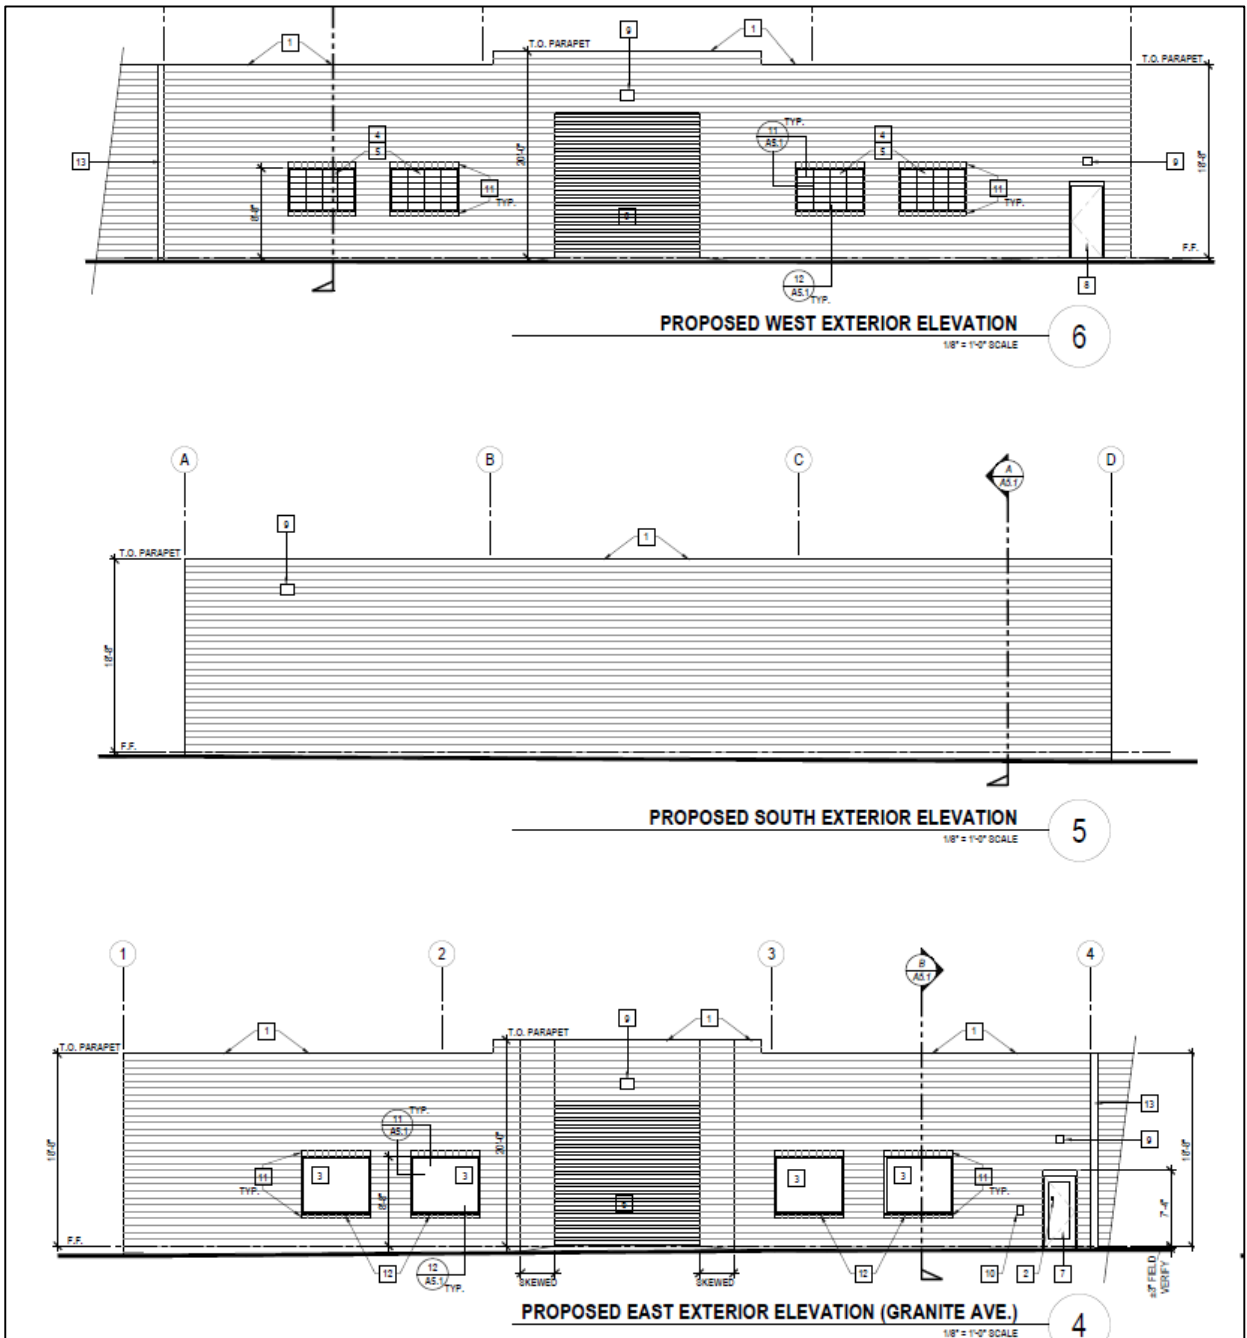 1
T.O. PARAPET
9
1
T.O. PARAPET
13
4
5
20'-0"
11
A5.1
TYP.
4
5
9
11
TYP.
11
TYP.
18'-8"
8'-8"
F.F.
12
A5.1
TYP.
8
PROPOSED WEST EXTERIOR ELEVATION
1/8" = 1'-0" SCALE
6
A
B
C
D
A
A5.1
9
1
T.O. PARAPET
18'-8"
F.F.
PROPOSED SOUTH EXTERIOR ELEVATION
1/8" = 1'-0" SCALE
5
1
2
3
4
B
A5.1
1
T.O. PARAPET
9
1
1
T.O. PARAPET
11
A5.1
TYP.
13
9
18'-8"
20'-0"
18'-8"
3
3
3
3
11
TYP.
8'-8"
11
TYP.
7'-4"
F.F.
12
12
A5.1
TYP.
SKEWED
SKEWED
12
10
2
7
±3" FIELD
VERIFY
PROPOSED EAST EXTERIOR ELEVATION (GRANITE AVE.)
1/8" = 1'-0" SCALE
4